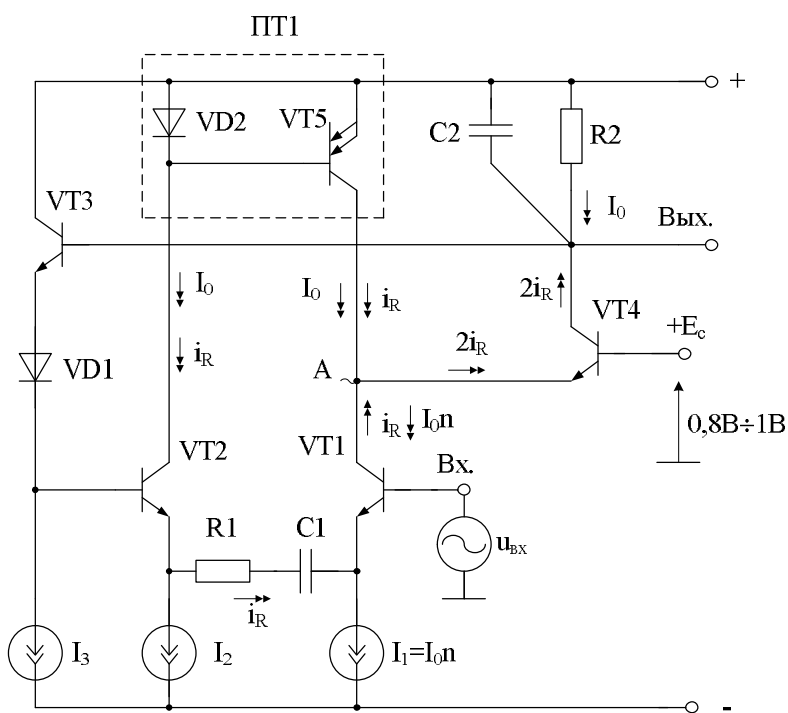 ПТ1
+
VD2
VT5
C2
R2
VT3
I₀
Вых.
I₀
I₀
iR
2iR
VT4
+Ec
iR
VD1
2iR
A
0,8В÷1В
iR
I₀n
VT2
VT1
Вх.
R1
C1
uвх
iR
I₃
I₂
I₁=I₀n
-